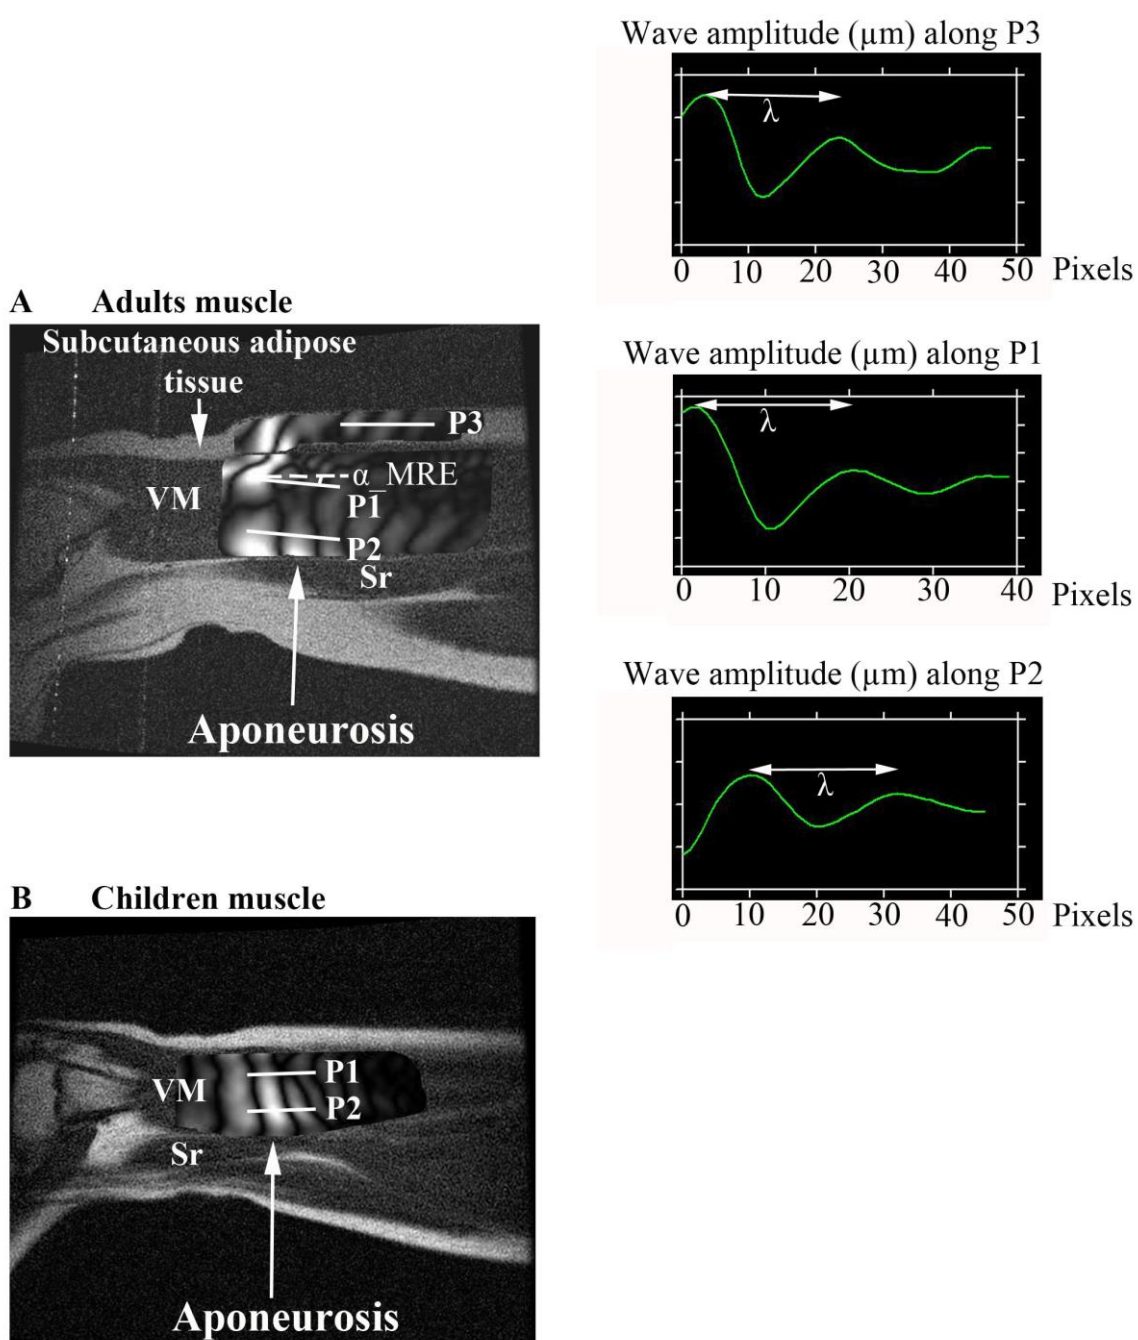 Wave amplitude (µm) along P3
λ
0 10 20 30 40 50 Pixels
A Adults muscle
Subcutaneous adipose
tissue
P3
VM
α_MRE
P1
P2
Sr
Aponeurosis
Wave amplitude (µm) along P1
λ
0 10 20 30 40 Pixels
Wave amplitude (µm) along P2
λ
0 10 20 30 40 50 Pixels
B Children muscle
P1
VM
P2
Sr
Aponeurosis